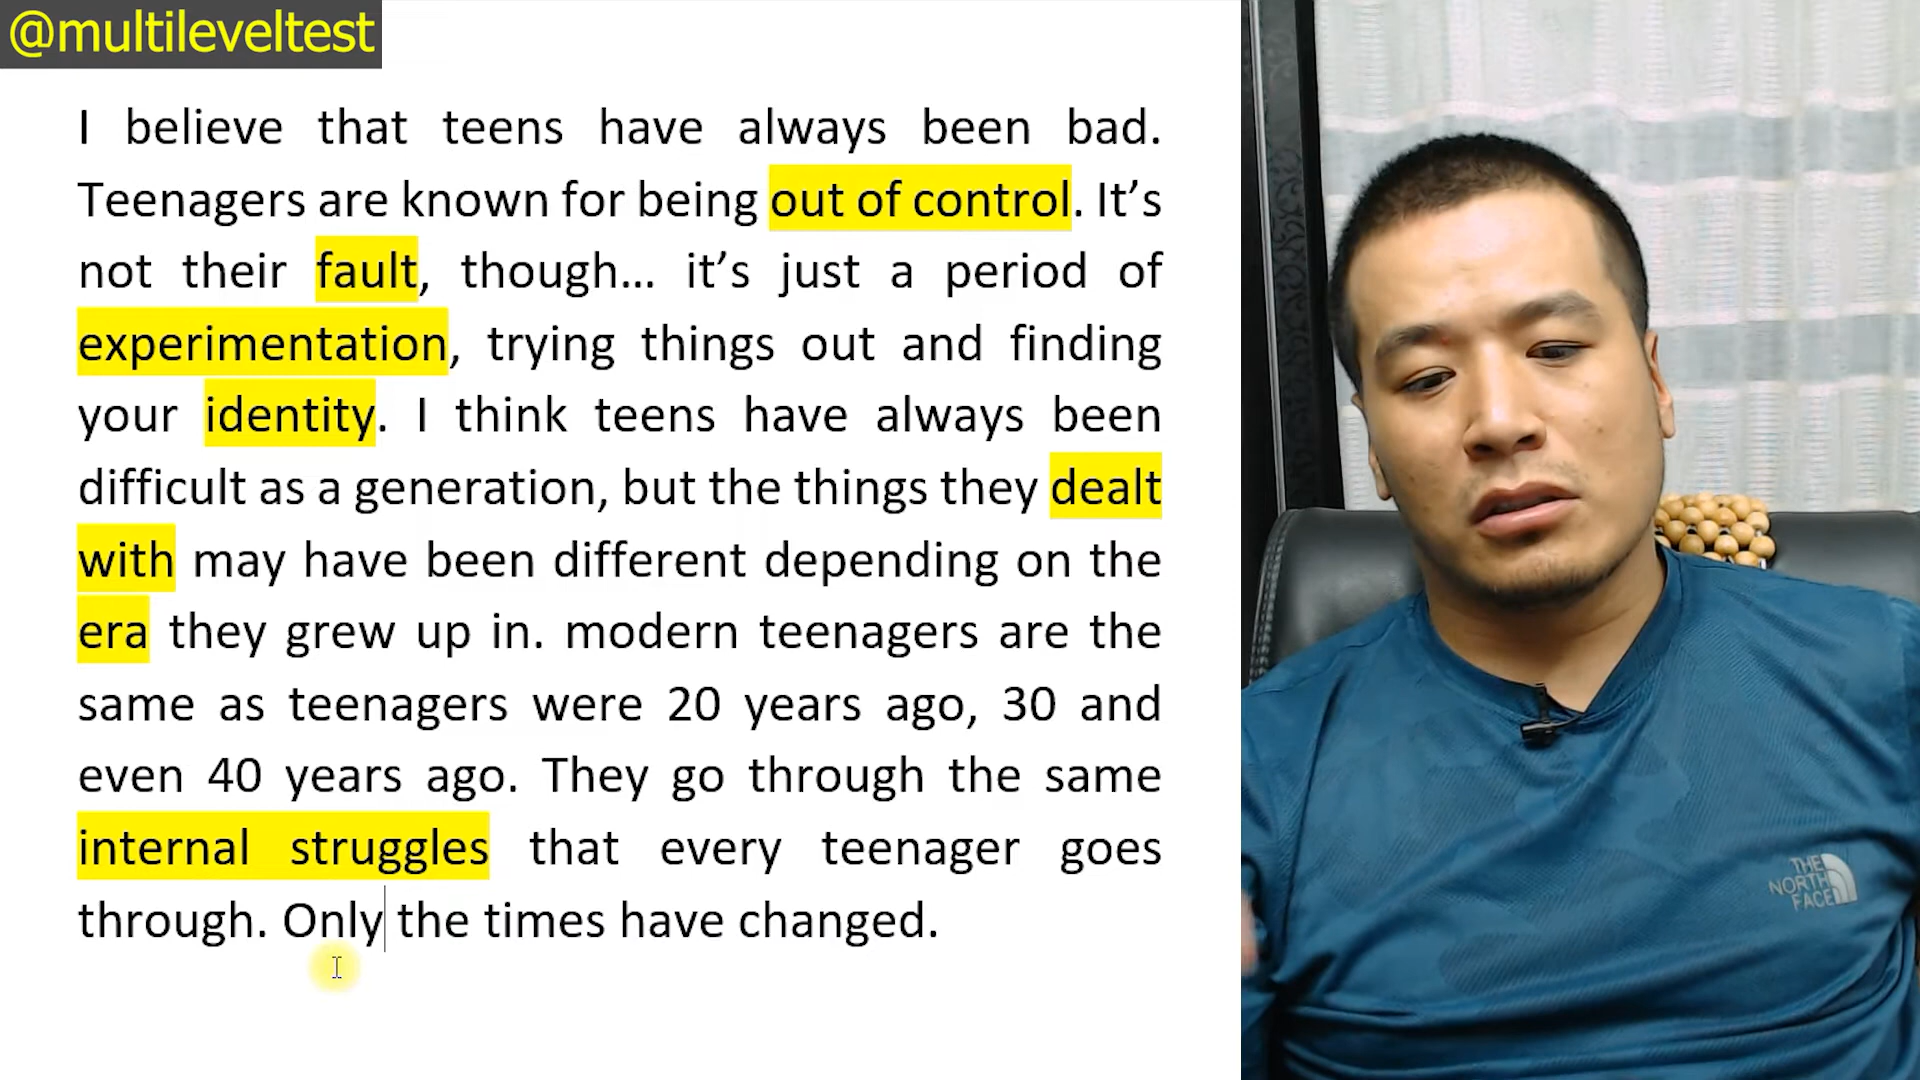 @multileveltest
I believe that teens have always been bad.
Teenagers are known for being out of control. It’s
not their fault, though… it’s just a period of
experimentation, trying things out and finding
your identity. I think teens have always been
difficult as a generation, but the things they dealt
with may have been different depending on the
era they grew up in. modern teenagers are the
same as teenagers were 20 years ago, 30 and
even 40 years ago. They go through the same
internal struggles that every teenager goes
through. Only the times have changed.
THE
NORTH
FACE